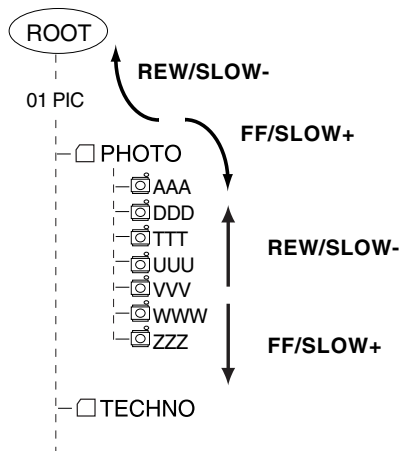 ROOT
REW/SLOW-
01 PIC
FF/SLOW+
PHOTO
AAA
DDD
TTT
UUU
VVV
WWW
ZZZ
REW/SLOW-
FF/SLOW+
TECHNO